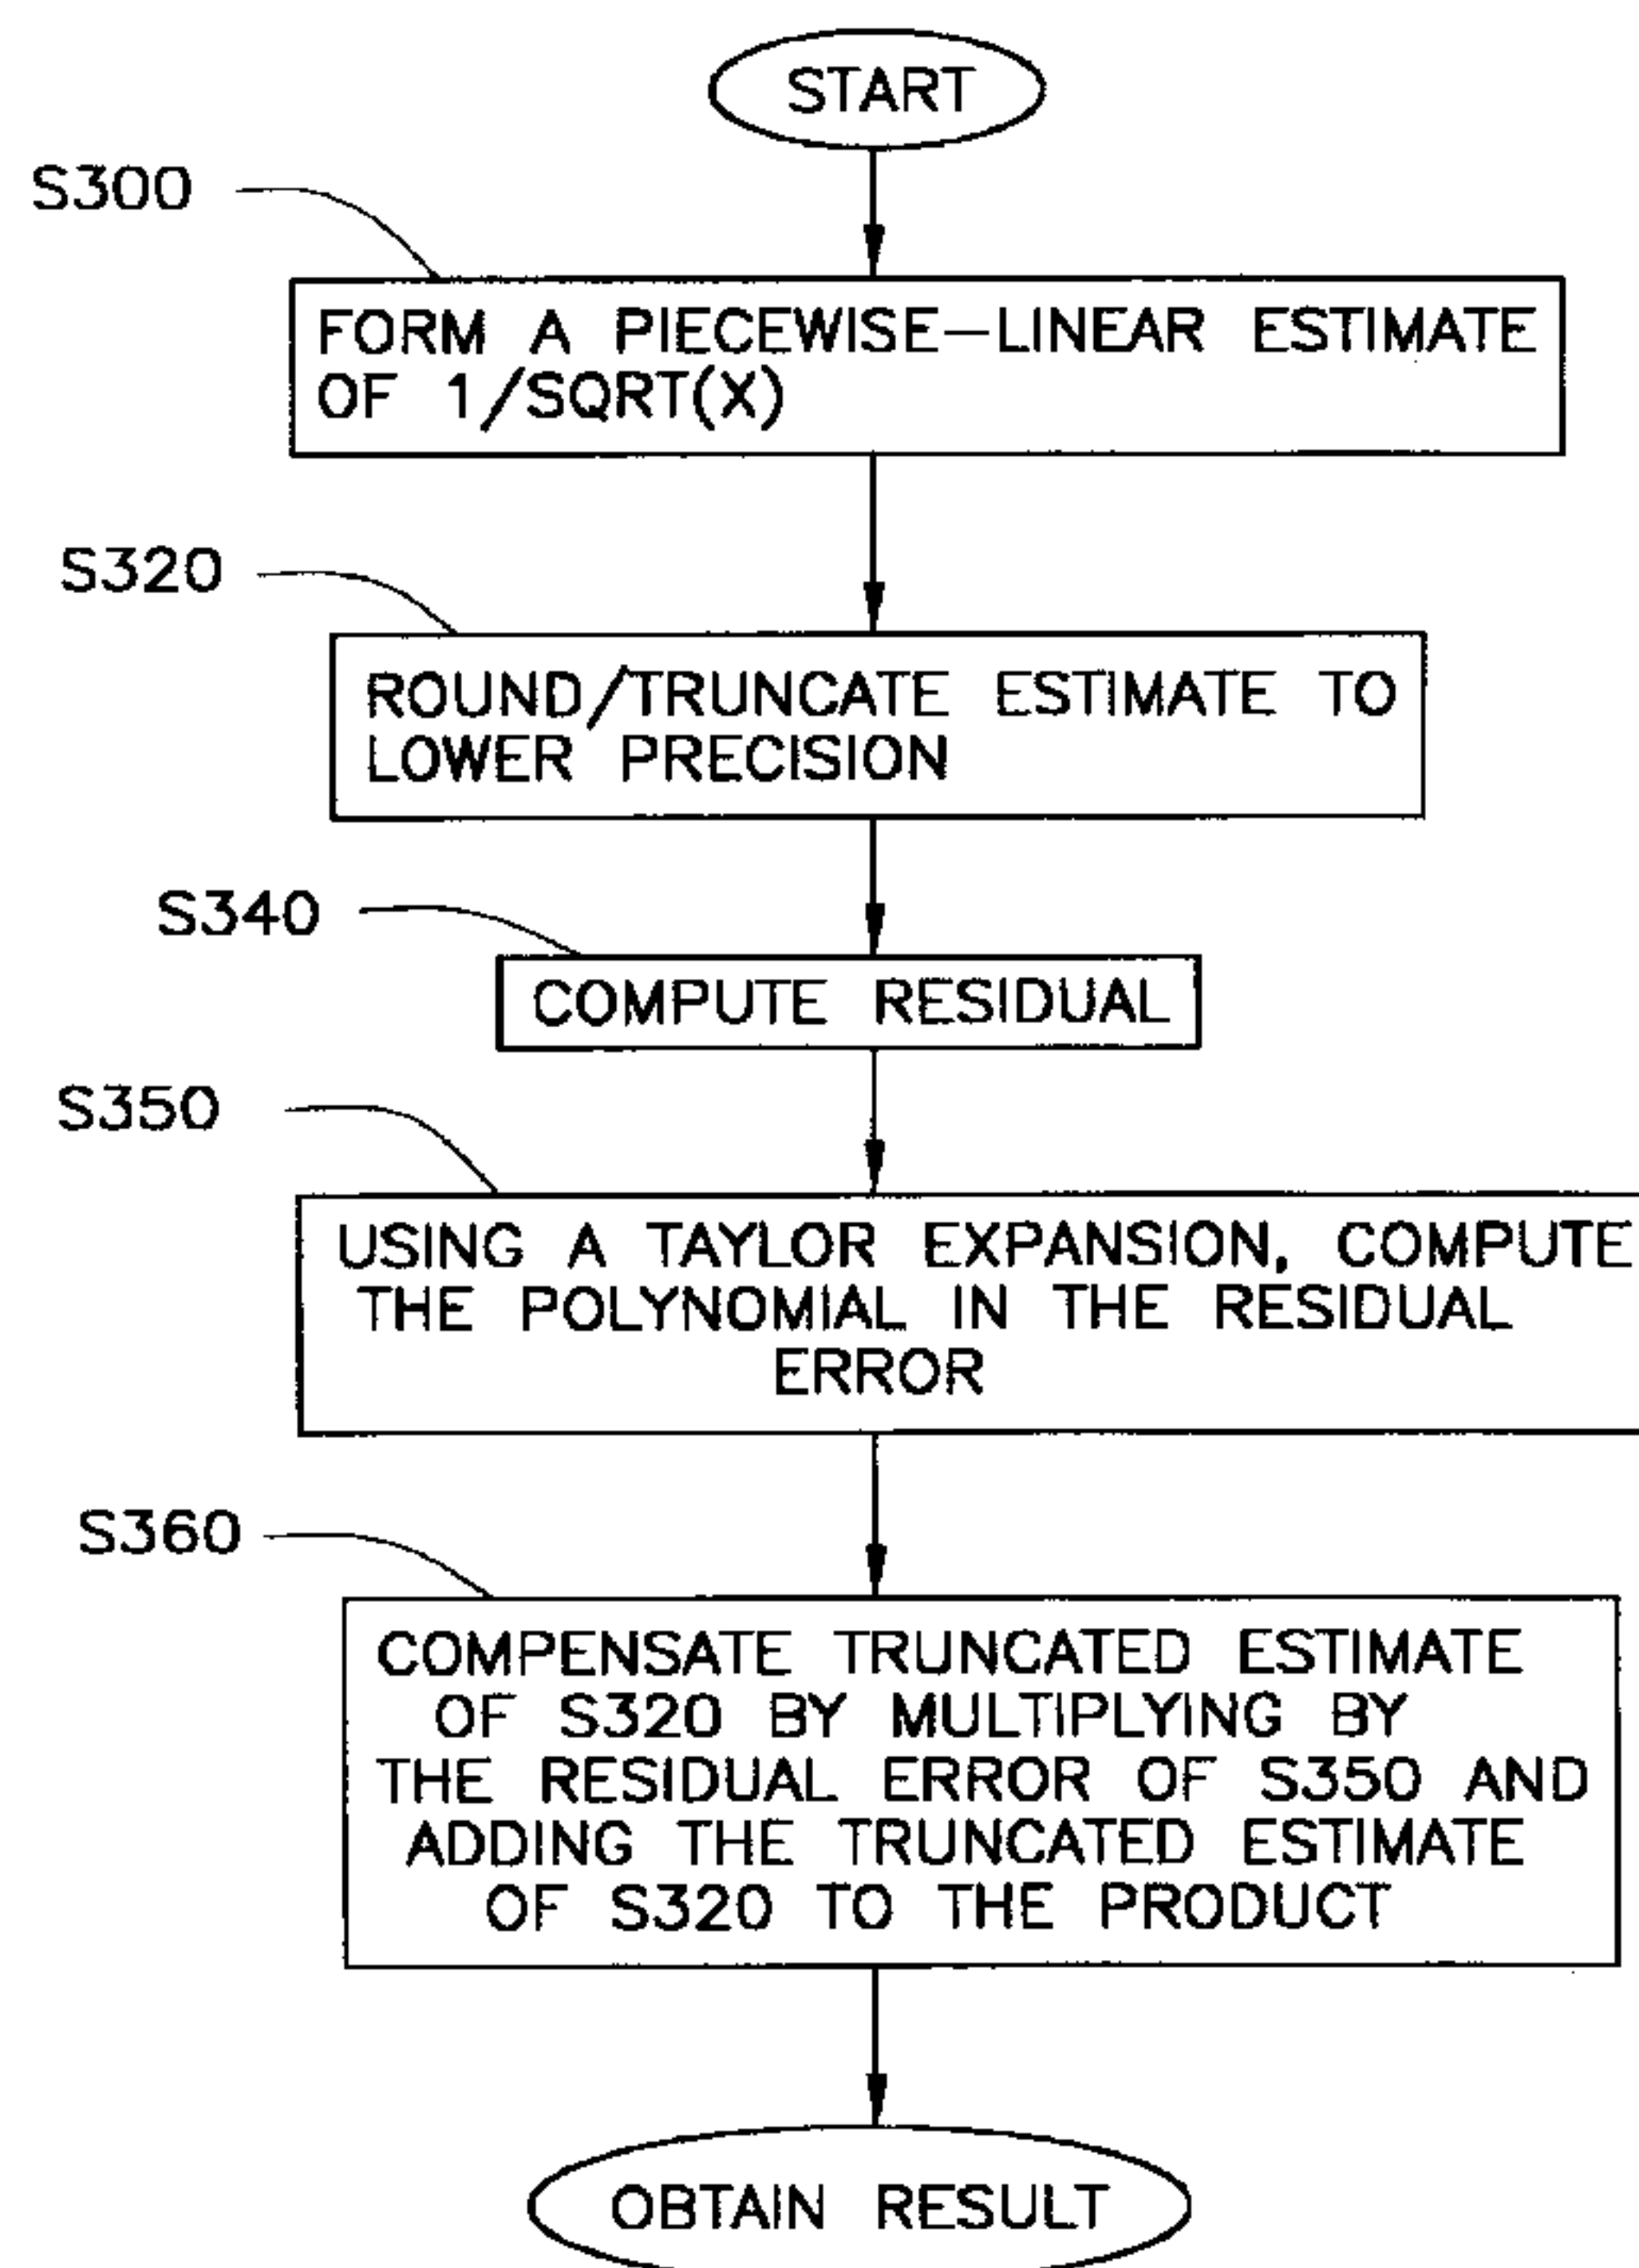 START
S300
FORM A PIECEWISE-LINEAR ESTIMATE
OF 1/SQRT(X)
S320
ROUND/TRUNCATE ESTIMATE TO
LOWER PRECISION
S340
COMPUTE RESIDUAL
S350
USING A TAYLOR EXPANSION, COMPUTE
THE POLYNOMIAL IN THE RESIDUAL
ERROR
S360
COMPENSATE TRUNCATED ESTIMATE
OF S320 BY MULTIPLYING BY
THE RESIDUAL ERROR OF S350 AND
ADDING THE TRUNCATED ESTIMATE
OF S320 TO THE PRODUCT
OBTAIN RESULT